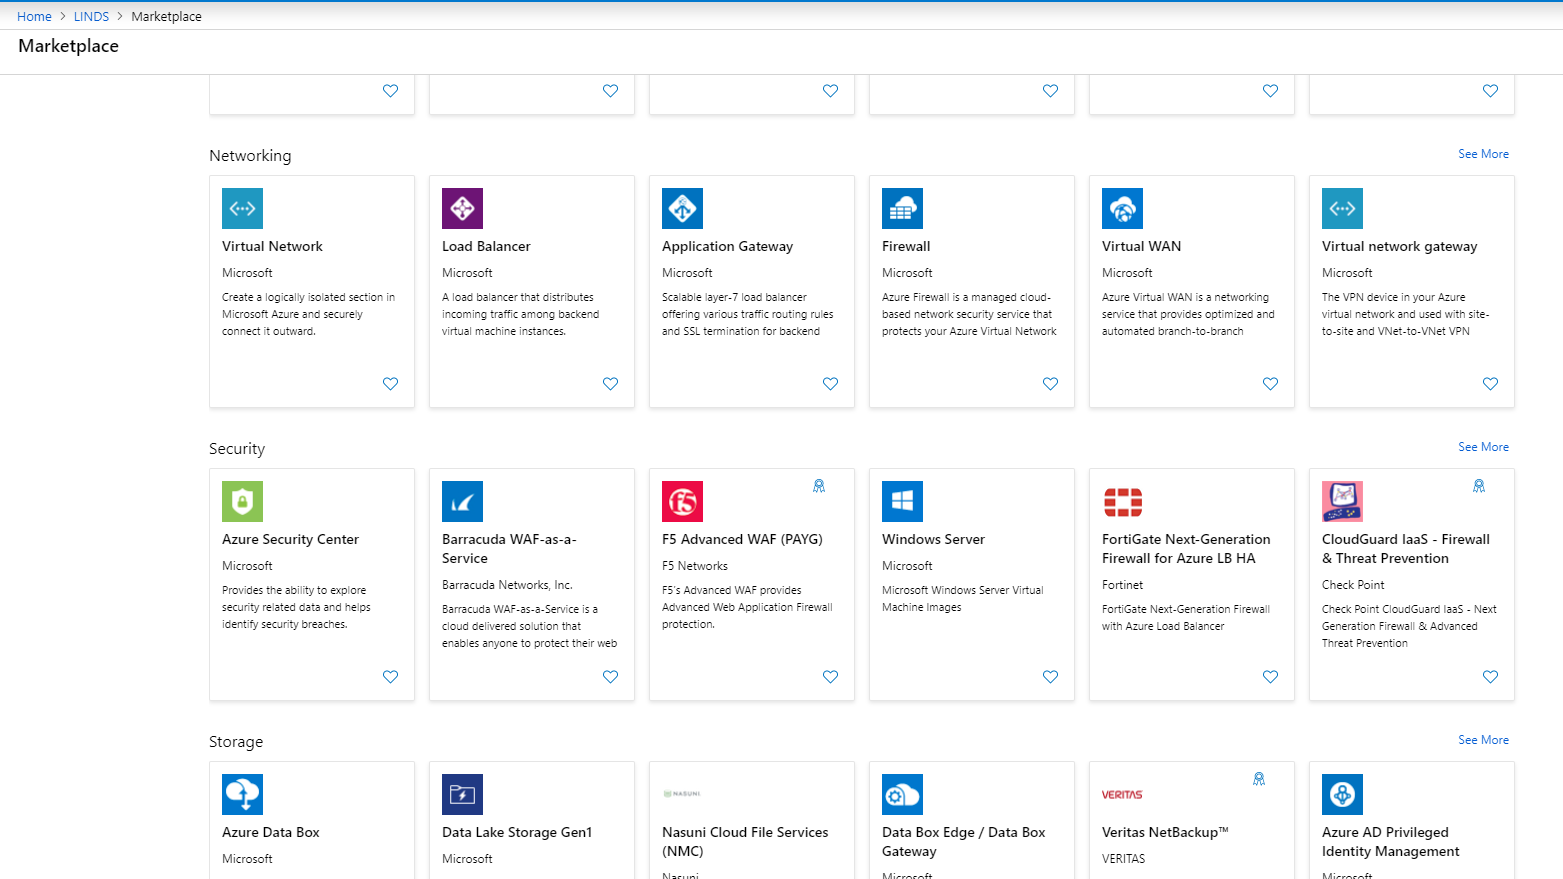 Home > LINDS > Marketplace
Marketplace
Networking
See More
Virtual Network
Microsoft
Create a logically isolated section in
Microsoft Azure and securely
connect it outward.
Load Balancer
Microsoft
A load balancer that distributes
incoming traffic among backend
virtual machine instances.
Application Gateway
Microsoft
Scalable layer-7 load balancer
offering various traffic routing rules
and SSL termination for backend
Firewall
Microsoft
Azure Firewall is a managed cloud-
based network security service that
protects your Azure Virtual Network
Virtual WAN
Microsoft
Azure Virtual WAN is a networking
service that provides optimized and
automated branch-to-branch
Virtual network gateway
Microsoft
The VPN device in your Azure
virtual network and used with site-
to-site and VNet-to-VNet VPN
Security
See More
Azure Security Center
Microsoft
Provides the ability to explore
security related data and helps
identify security breaches.
Barracuda WAF-as-a-
Service
Barracuda Networks, Inc.
Barracuda WAF-as-a-Service is a
cloud delivered solution that
enables anyone to protect their web
f5
F5 Advanced WAF (PAYG)
F5 Networks
F5's Advanced WAF provides
Advanced Web Application Firewall
protection.
Windows Server
Microsoft
Microsoft Windows Server Virtual
Machine Images
FortiGate Next-Generation
Firewall for Azure LB HA
Fortinet
FortiGate Next-Generation Firewall
with Azure Load Balancer
CloudGuard IaaS - Firewall
& Threat Prevention
Check Point
Check Point CloudGuard IaaS - Next
Generation Firewall & Advanced
Threat Prevention
Storage
See More
Azure Data Box
Microsoft
Data Lake Storage Gen1
Microsoft
NASUNI
Nasuni Cloud File Services
(NMC)
Nasuni
Data Box Edge / Data Box
Gateway
Microsoft
VERITAS
Veritas NetBackup™
VERITAS
Azure AD Privileged
Identity Management
Microsoft